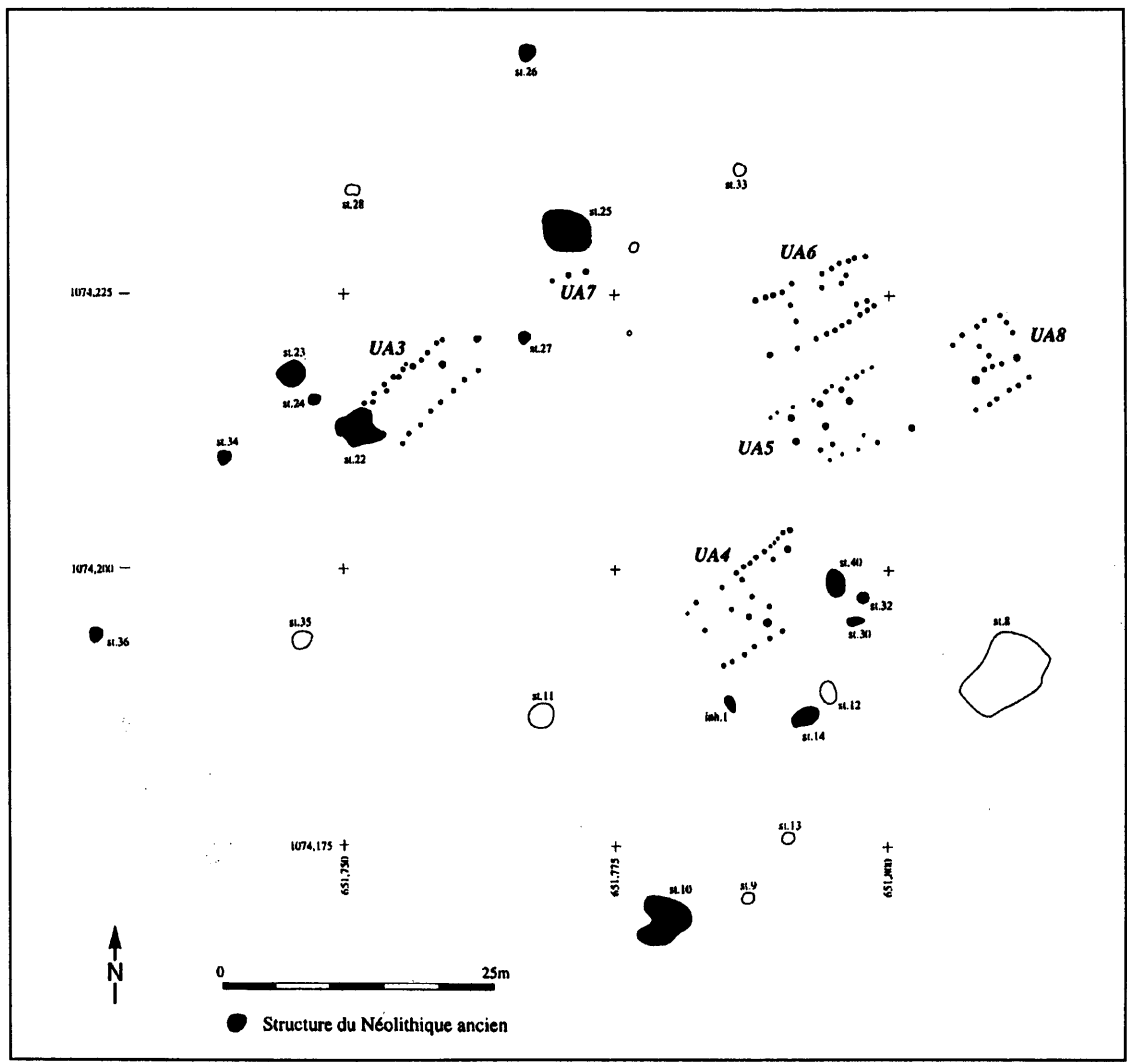 st.26
st.28
st.33
st.25
UA6
1074,225
UA7
UA8
UA3
st.23
st.27
st.24
st.34
st.22
UA5
UA4
1074,200
st.40
st.32
st.36
st.35
st.30
st.8
st.11
inh.1
st.12
st.14
st.13
1074,175
651,750
651,775
651,800
st.10
st.9
N
0
25m
Structure du Néolithique ancien